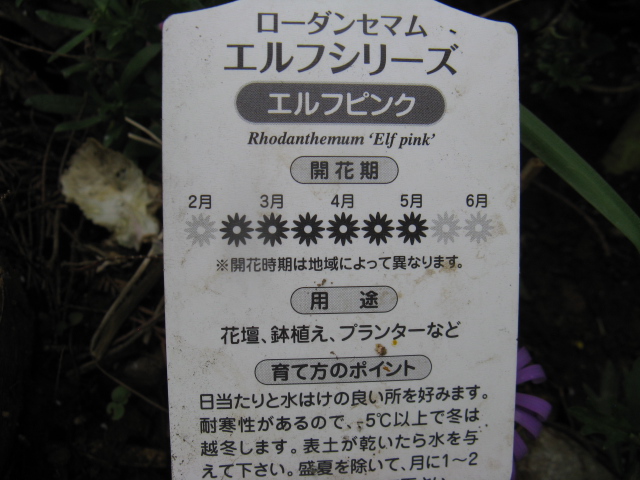 ローダンセマム
エルフシリーズ
エルフピンク
Rhodanthemum ‘Elf pink’
開花期
2月 3月 4月 5月 6月
※開花時期は地域によって異なります。
用途
花壇、鉢植え、プランターなど
育て方のポイント
日当たりと水はけの良い所を好みます。
耐寒性があるので、-5℃以上で冬は
越冬します。表土が乾いたら水を与
えて下さい。盛夏を除いて、月に1〜2